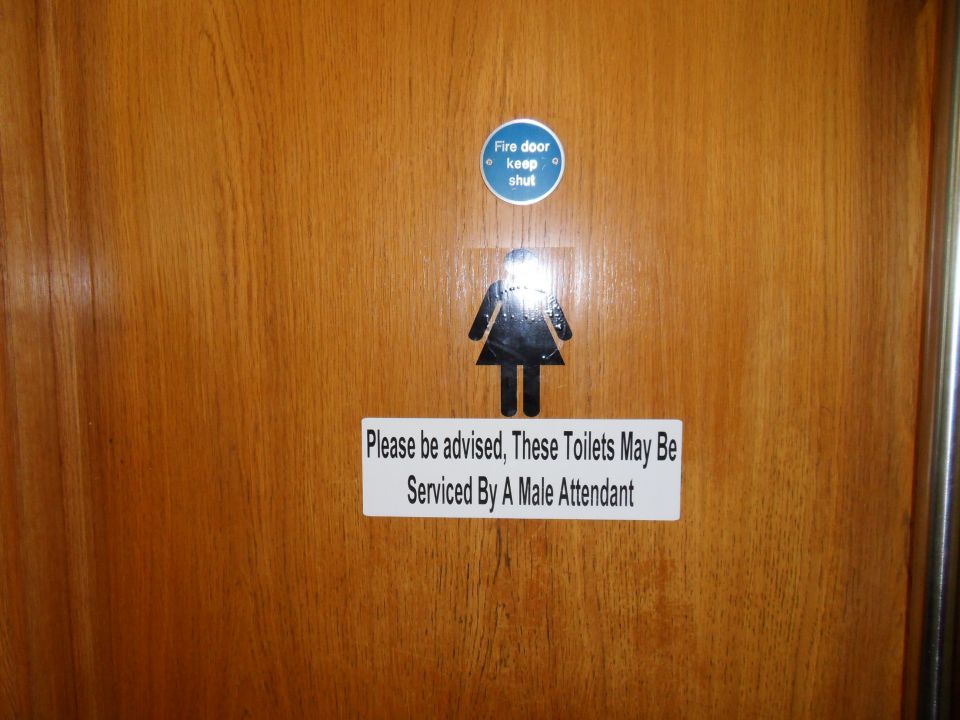 Fire door
keep
shut
Please be advised, These Toilets May Be
Serviced By A Male Attendant